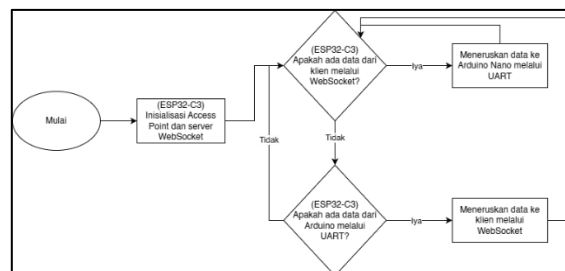 Mulai
(ESP32-C3)
Inisialisasi Access
Point dan server
WebSocket
(ESP32-C3)
Apakah ada data dari
klien melalui
WebSocket?
Iya
Meneruskan data ke
Arduino Nano melalui
UART
Tidak
Tidak
(ESP32-C3)
Apakah ada data dari
Arduino melalui
UART?
Iya
Meneruskan data ke
klien melalui
WebSocket